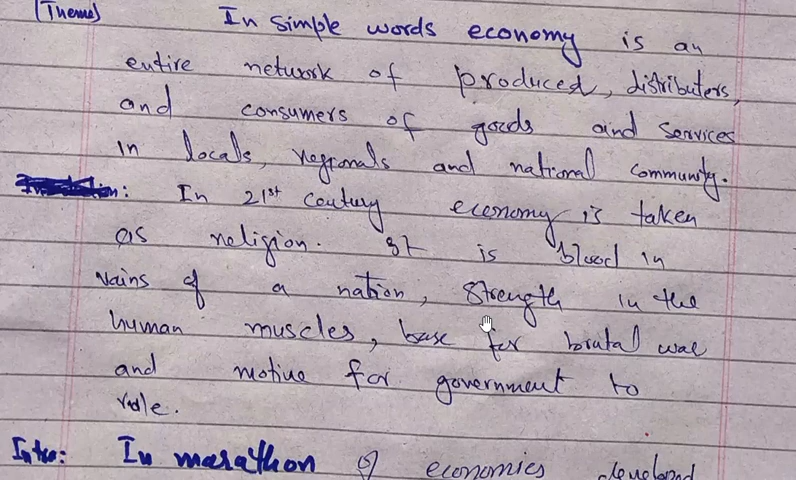 (Theme) In simple words economy is an
entire network of produced, distributers,
and consumers of goods and services
in locals, regionals and national community.
In 21st century economy is taken
as religion. It is blood in
vains of a nation, strength in the
human muscles, base for brutal war
and motive for government to
rule.
Intro: In marathon of economies developed